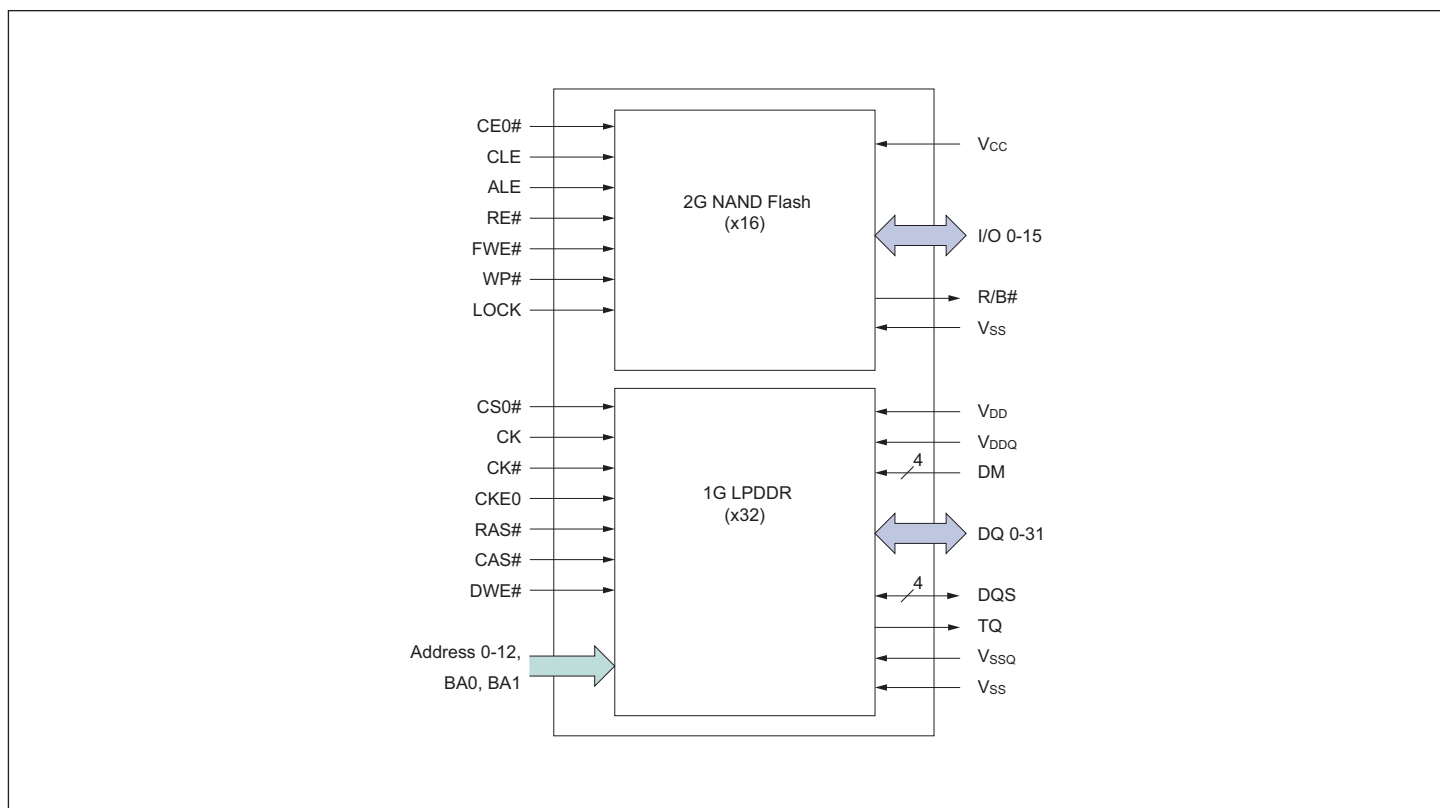 CE0#
CLE
ALE
RE#
FWE#
WP#
LOCK
2G NAND Flash
(x16)
VCC
I/O 0-15
R/B#
VSS
CS0#
CK
CK#
CKE0
RAS#
CAS#
DWE#
Address 0-12,
BA0, BA1
1G LPDDR
(x32)
VDD
VDDQ
4
DM
DQ 0-31
4
DQS
TQ
VSSQ
VSS